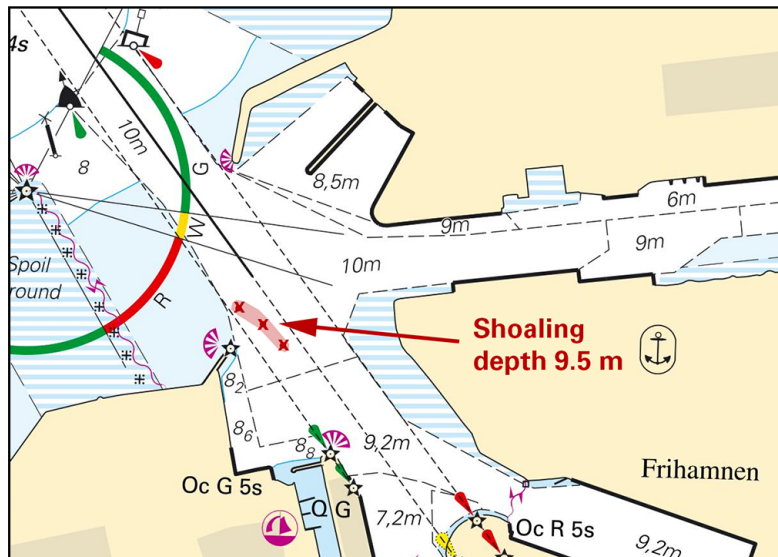 4s
10m
G
8
8,5m
6m
9m
9m
W
Spoil
round
10m
R
Shoaling
depth 9.5 m
8₂
8₆
8₈
9,2m
Frihamnen
Oc G 5s
Q G
7,2m
Oc R 5s
9,2m